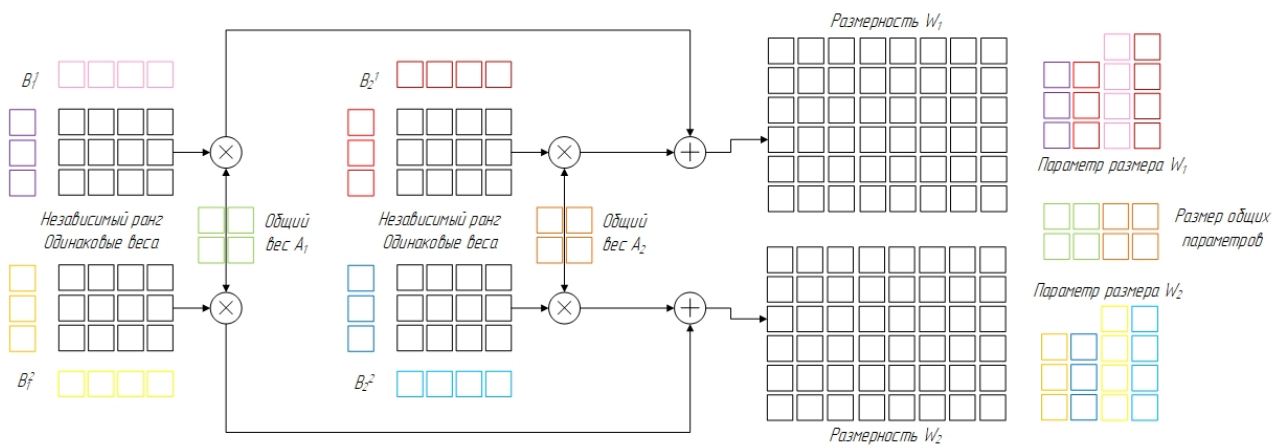 Размерность W₁
B₁¹
B₂¹
Независимый ранг
Одинаковые веса
Общий
вес A₁
Независимый ранг
Одинаковые веса
Общий
вес A₂
Параметр размера W₁
Размер общих
параметров
Параметр размера W₂
B₁²
B₂²
Размерность W₂